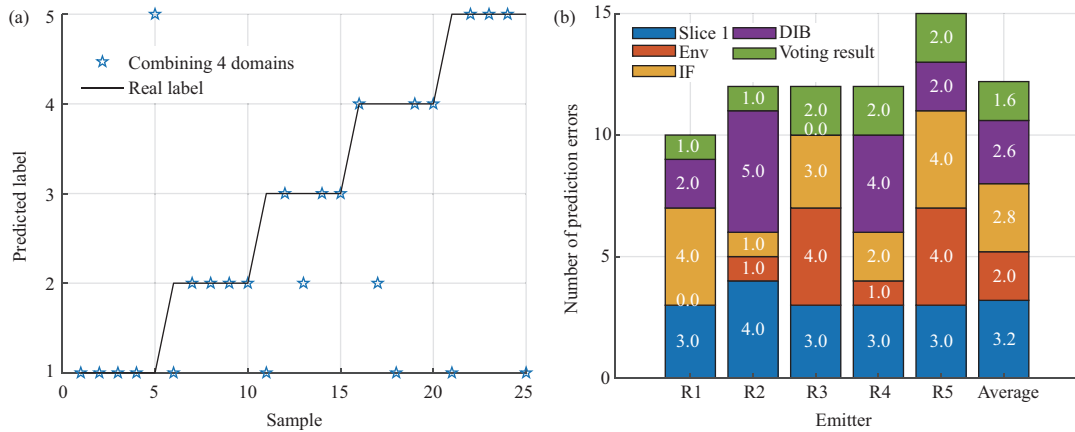 (a)
5
4
3
2
1
Predicted label
Combining 4 domains
Real label
0
5
10
15
20
25
Sample
(b)
15
10
5
0
Number of prediction errors
Slice 1
Env
IF
DIB
Voting result
1.0
2.0
4.0
0.0
3.0
1.0
5.0
1.0
1.0
4.0
2.0
0.0
3.0
4.0
3.0
2.0
4.0
2.0
1.0
3.0
2.0
2.0
4.0
4.0
3.0
1.6
2.6
2.8
2.0
3.2
R1
R2
R3
R4
R5
Average
Emitter